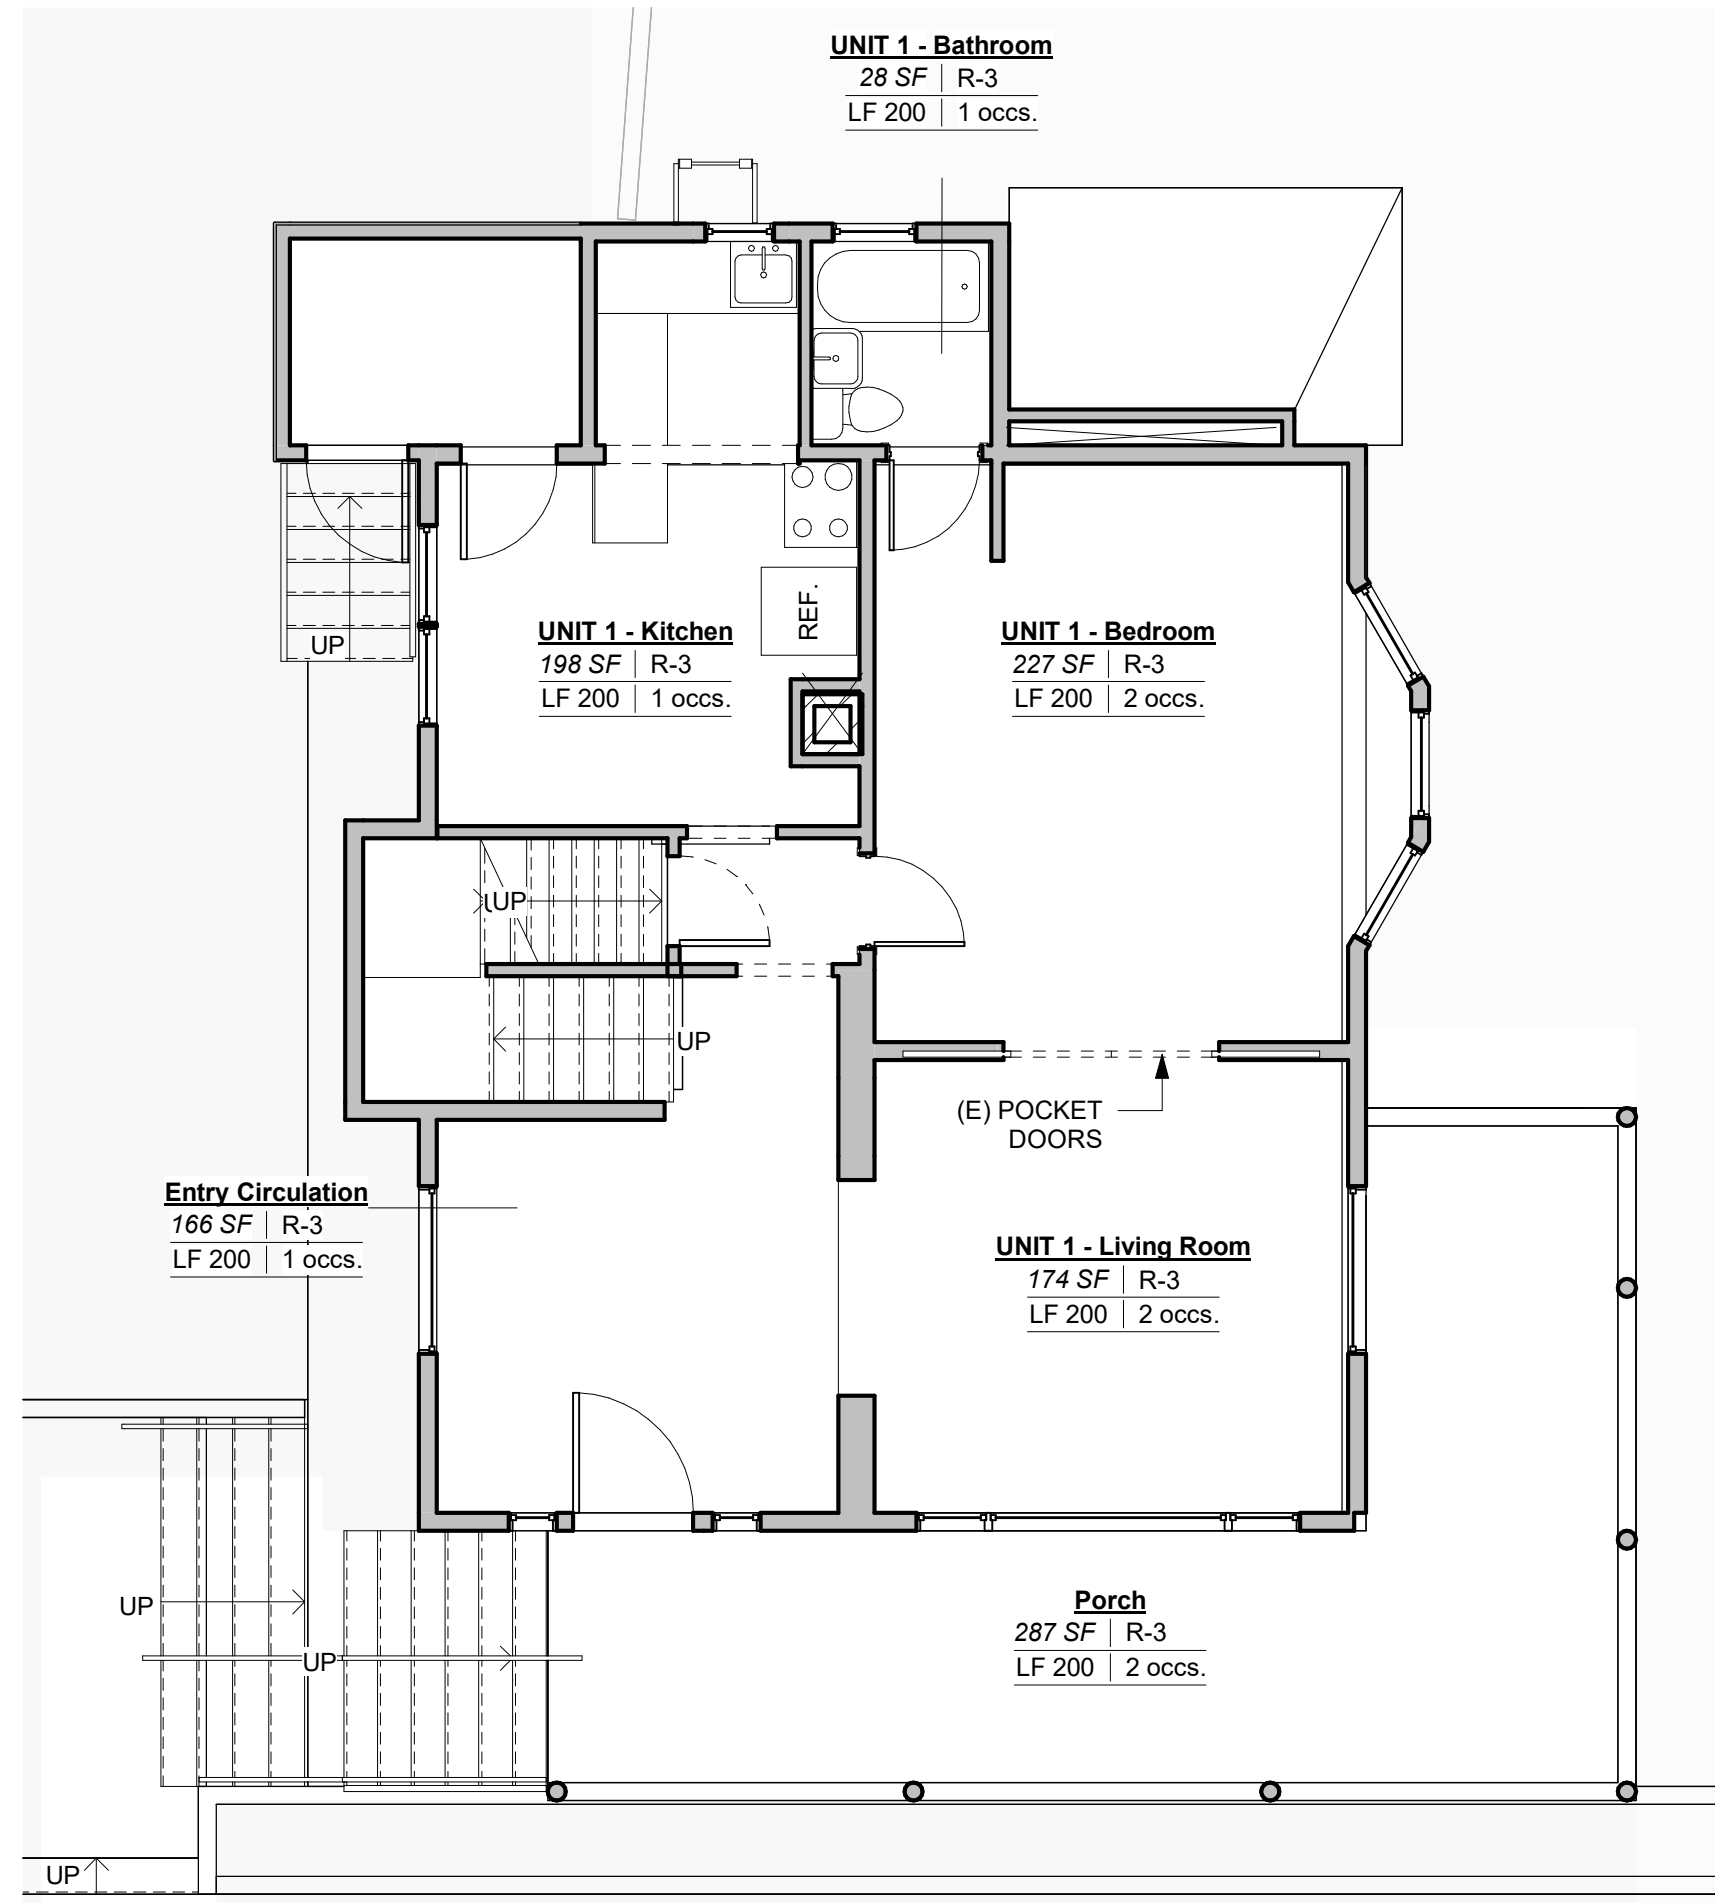 UNIT 1 - Bathroom
28 SF R-3
LF 200 1 occs.
UP
UNIT 1 - Kitchen
198 SF R-3
LF 200 1 occs.
REF.
UNIT 1 - Bedroom
227 SF R-3
LF 200 2 occs.
UP
UP
(E) POCKET
DOORS
Entry Circulation
166 SF R-3
LF 200 1 occs.
UNIT 1 - Living Room
174 SF R-3
LF 200 2 occs.
UP
UP
Porch
287 SF R-3
LF 200 2 occs.
UP